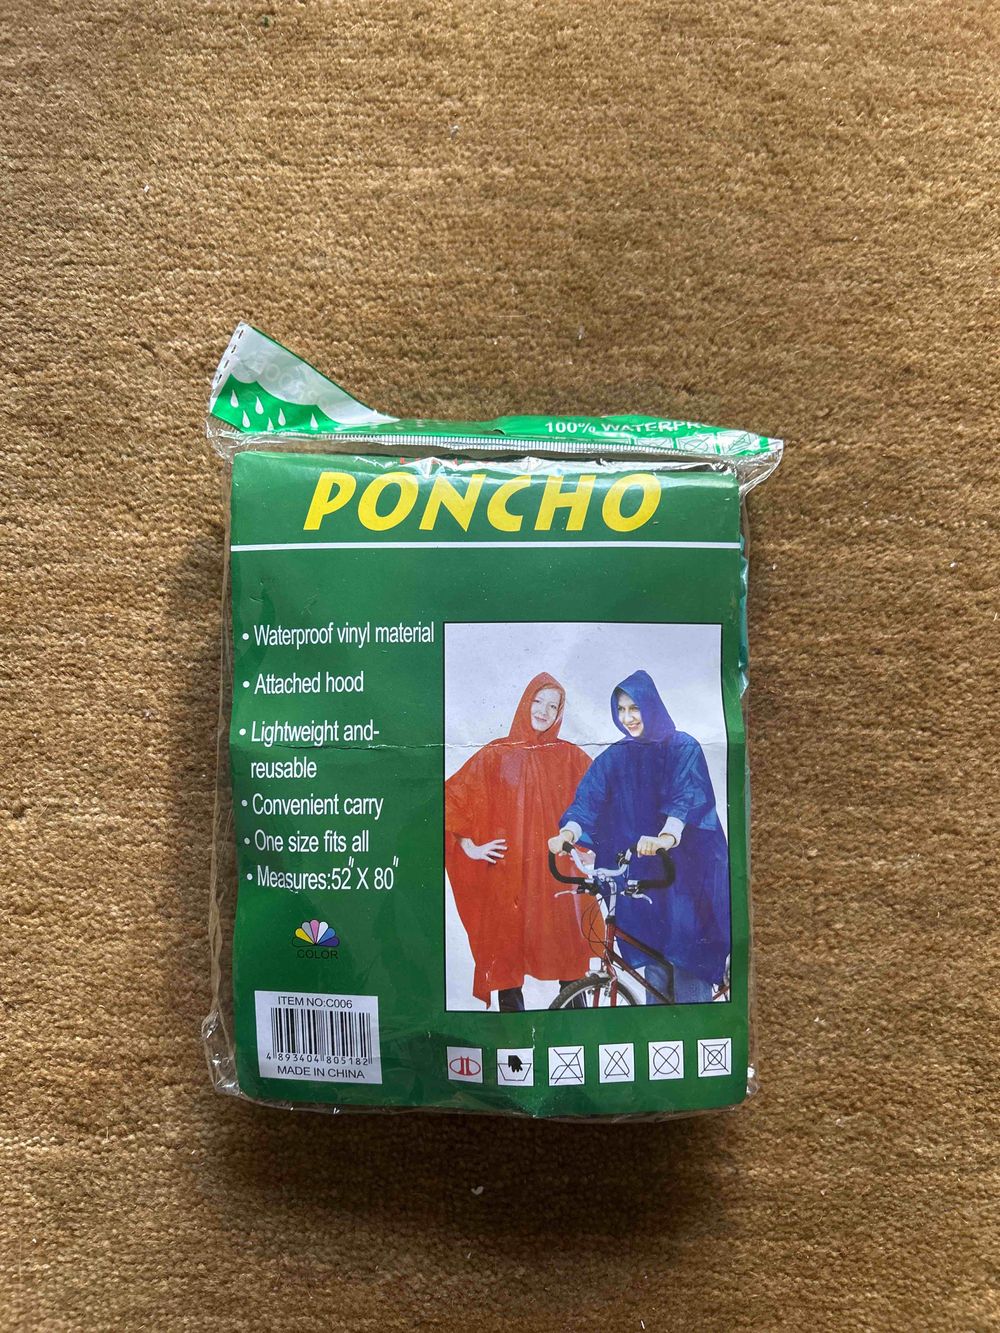 100% WATERPR
PONCHO
• Waterproof vinyl material
• Attached hood
• Lightweight and-
reusable
• Convenient carry
• One size fits all
• Measures:52" X 80"
COLOR
ITEM NO:C006
4 893404 805182
MADE IN CHINA